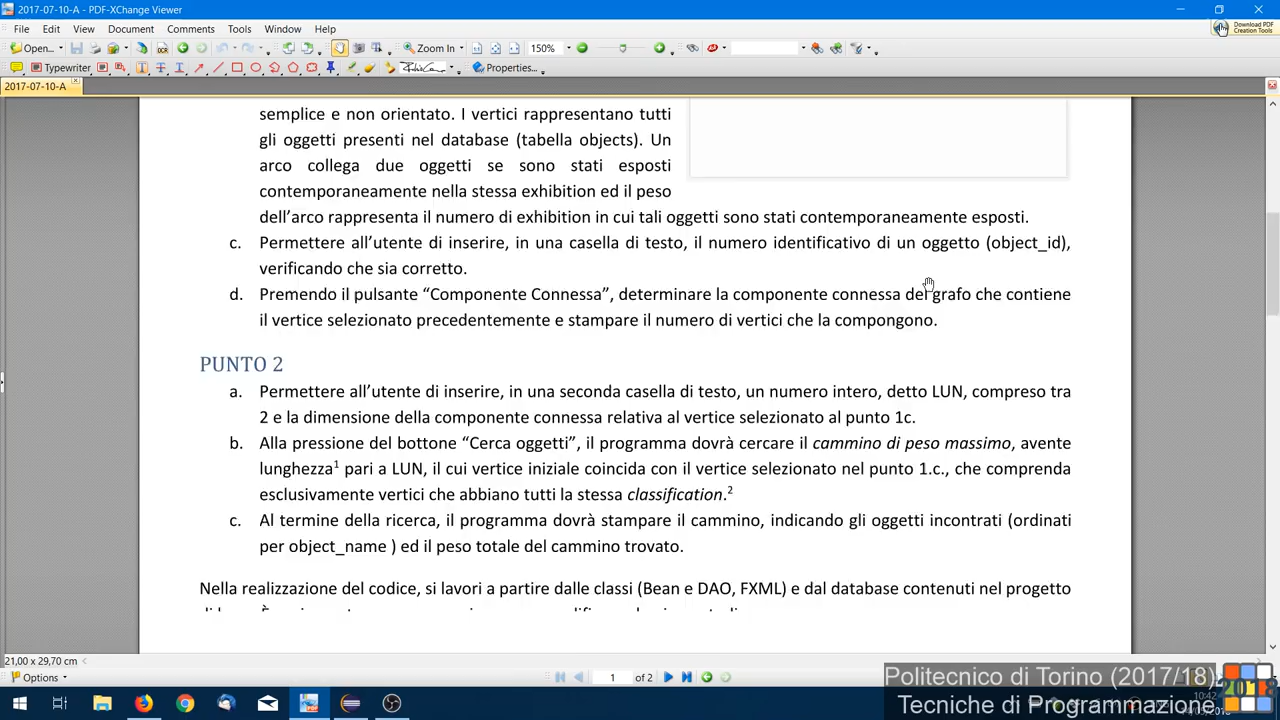 2017-07-10-A - PDF-XChange Viewer
File Edit View Document Comments Tools Window Help
Open... Zoom In 150% Download PDF Creation Tools
Typewriter Properties...
2017-07-10-A
semplice e non orientato. I vertici rappresentano tutti
gli oggetti presenti nel database (tabella objects). Un
arco collega due oggetti se sono stati esposti
contemporaneamente nella stessa exhibition ed il peso
dell'arco rappresenta il numero di exhibition in cui tali oggetti sono stati contemporaneamente esposti.
c. Permettere all'utente di inserire, in una casella di testo, il numero identificativo di un oggetto (object_id),
verificando che sia corretto.
d. Premendo il pulsante “Componente Connessa”, determinare la componente connessa del grafo che contiene
il vertice selezionato precedentemente e stampare il numero di vertici che la compongono.
PUNTO 2
a. Permettere all'utente di inserire, in una seconda casella di testo, un numero intero, detto LUN, compreso tra
2 e la dimensione della componente connessa relativa al vertice selezionato al punto 1c.
b. Alla pressione del bottone “Cerca oggetti”, il programma dovrà cercare il cammino di peso massimo, avente
lunghezza1 pari a LUN, il cui vertice iniziale coincida con il vertice selezionato nel punto 1.c., che comprenda
esclusivamente vertici che abbiano tutti la stessa classification.2
c. Al termine della ricerca, il programma dovrà stampare il cammino, indicando gli oggetti incontrati (ordinati
per object_name ) ed il peso totale del cammino trovato.
Nella realizzazione del codice, si lavori a partire dalle classi (Bean e DAO, FXML) e dal database contenuti nel progetto
21,00 x 29,70 cm
Options 1 of 2
Politecnico di Torino (2017/18)
Tecniche di Programmazione
2018
10:42